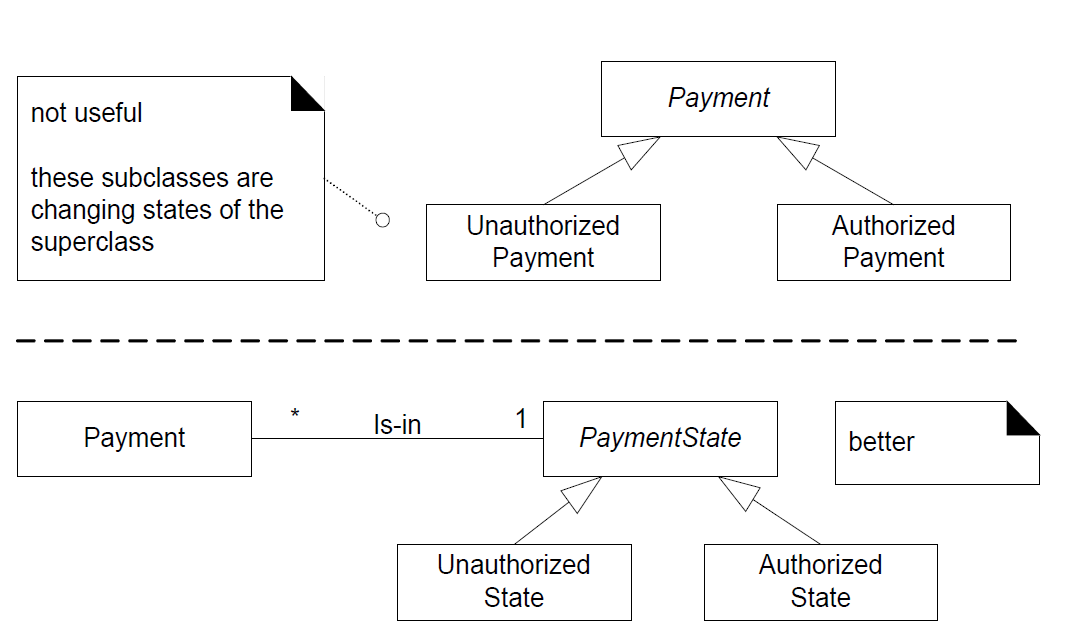 not useful
these subclasses are
changing states of the
superclass
Payment
Unauthorized
Payment
Authorized
Payment
Payment
*
Is-in
1
PaymentState
better
Unauthorized
State
Authorized
State